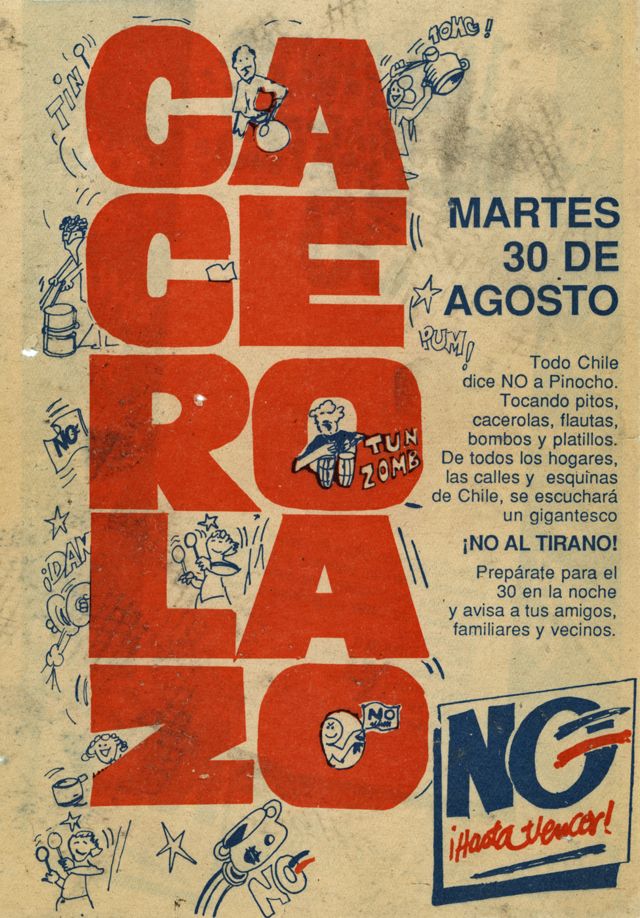 CA
CE
RO
LA
ZO
TIN!
TOMC!
MARTES
30 DE
AGOSTO
PUM!
Todo Chile
dice NO a Pinocho.
Tocando pitos,
cacerolas, flautas,
bombos y platillos.
De todos los hogares,
las calles y esquinas
de Chile, se escuchará
un gigantesco
¡NO AL TIRANO!
Prepárate para el
30 en la noche
y avisa a tus amigos,
familiares y vecinos.
NO
TUN
ZOMB
¡DAN
NO
NO
NO
¡Hasta vencer!